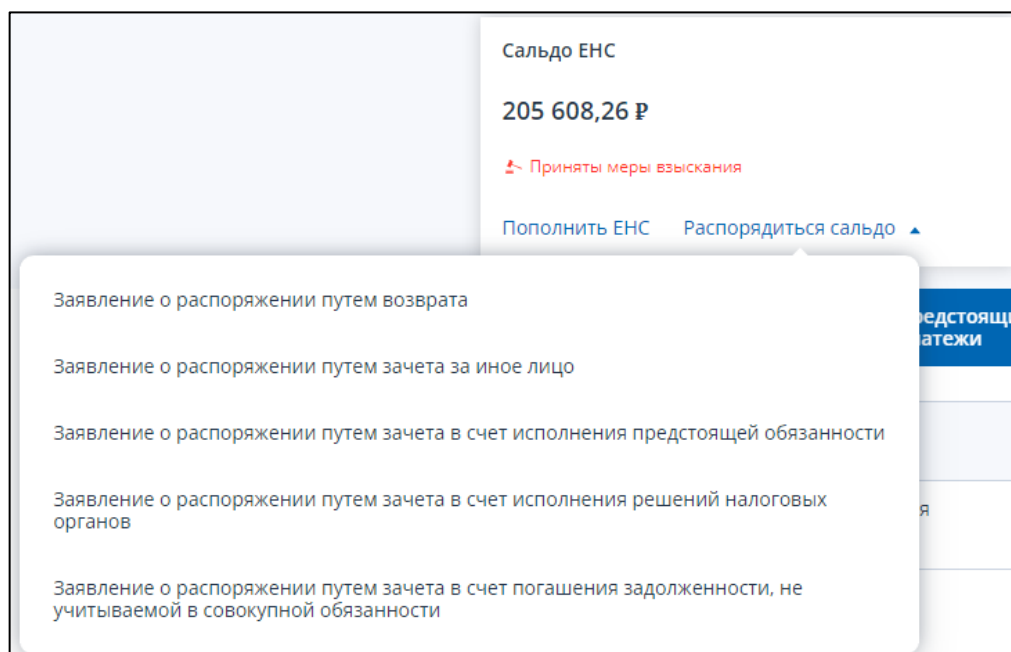 Сальдо ЕНС
205 608,26 ₽
Приняты меры взыскания
Пополнить ЕНС Распорядиться сальдо
Заявление о распоряжении путем возврата
Заявление о распоряжении путем зачета за иное лицо
Заявление о распоряжении путем зачета в счет исполнения предстоящей обязанности
Заявление о распоряжении путем зачета в счет исполнения решений налоговых
органов
Заявление о распоряжении путем зачета в счет погашения задолженности, не
учитываемой в совокупной обязанности